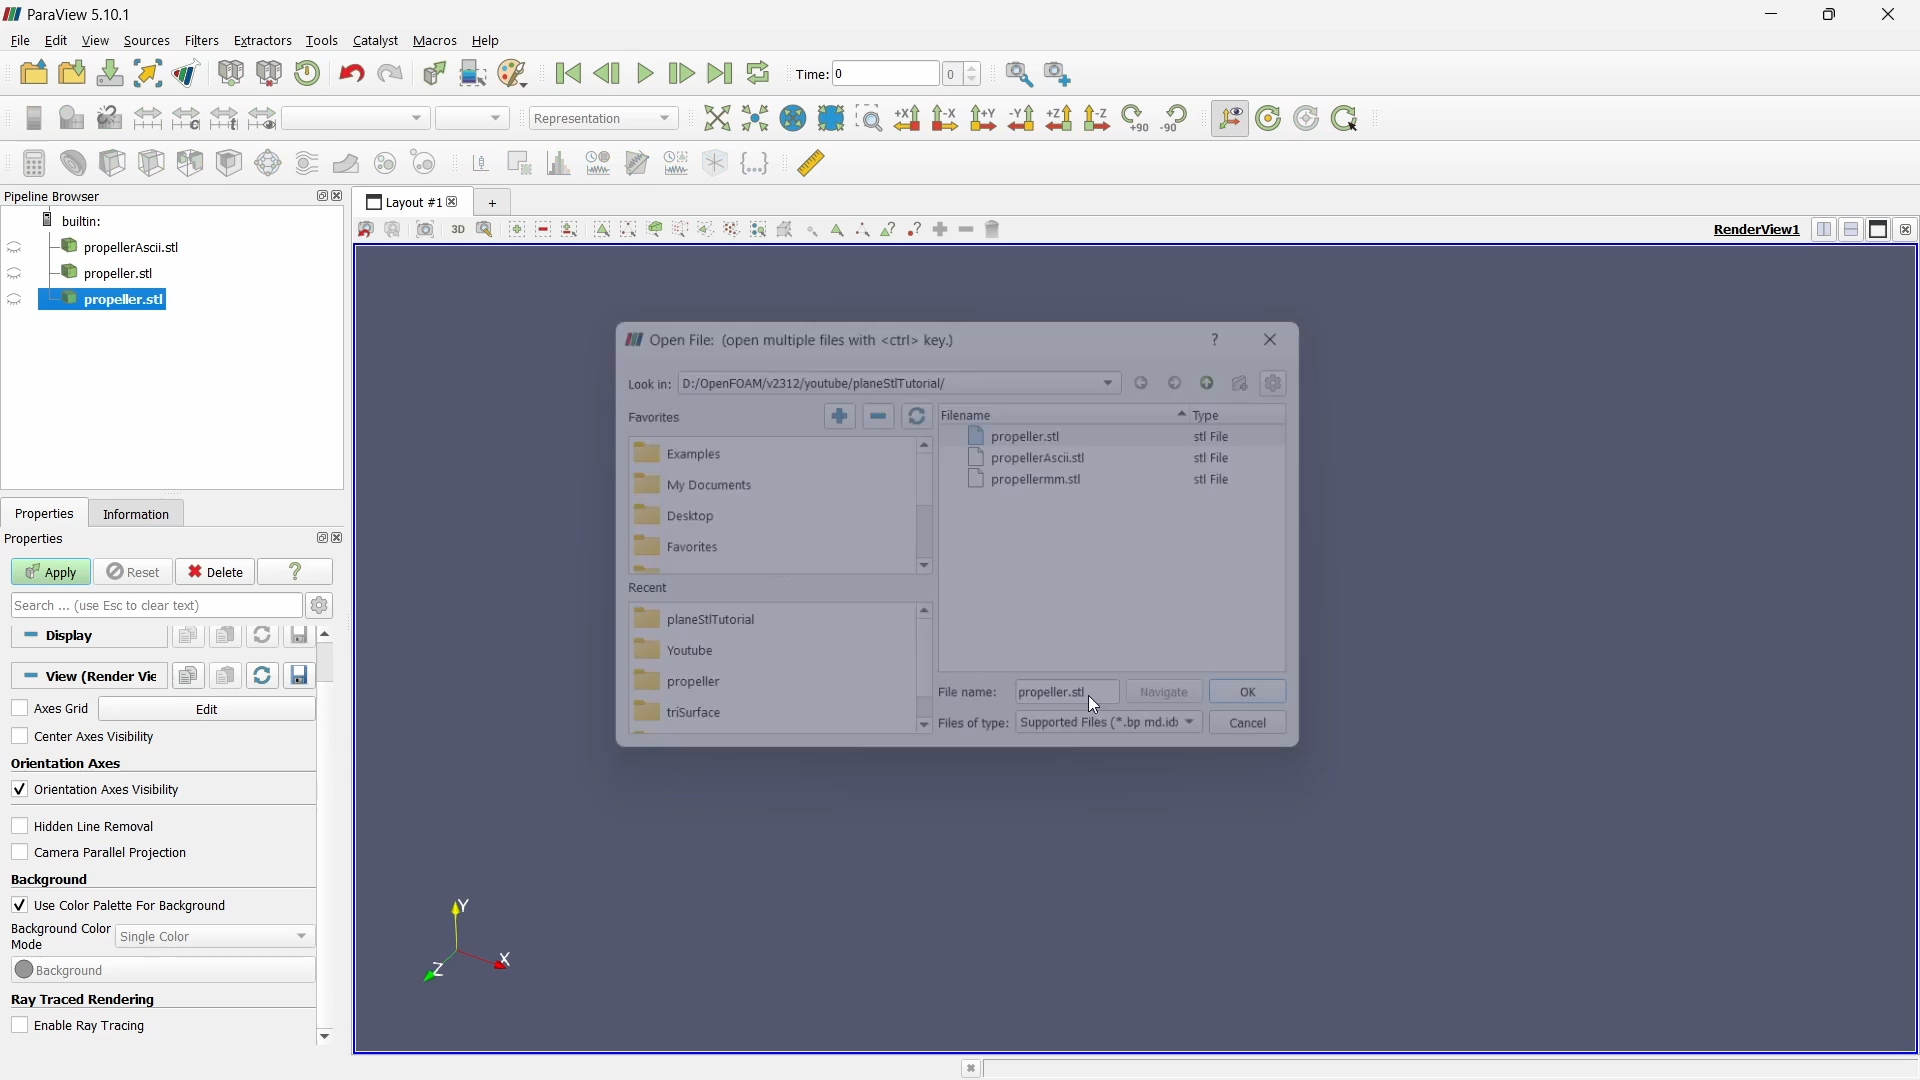 ParaView 5.10.1
File Edit View Sources Filters Extractors Tools Catalyst Macros Help
Time: 0 0
Representation +X -X +Y -Y +Z -Z +90 -90
Pipeline Browser
builtin:
propellerAscii.stl
propeller.stl
propeller.stl
Properties Information
Properties
Apply Reset Delete ?
Search ... (use Esc to clear text)
Display
View (Render Vie
Axes Grid Edit
Center Axes Visibility
Orientation Axes
Orientation Axes Visibility
Hidden Line Removal
Camera Parallel Projection
Background
Use Color Palette For Background
Background Color Mode Single Color
Background
Ray Traced Rendering
Enable Ray Tracing
Layout #1 +
3D RenderView1
Open File: (open multiple files with <ctrl> key.) ?
Look in: D:/OpenFOAM/v2312/youtube/planeStlTutorial/
Favorites
Examples
My Documents
Desktop
Favorites
Recent
planeStlTutorial
Youtube
propeller
triSurface
Filename Type
propeller.stl stl File
propellerAscii.stl stl File
propellermm.stl stl File
File name: propeller.stl Navigate OK
Files of type: Supported Files (*.bp md.idx Cancel
Y
X
Z